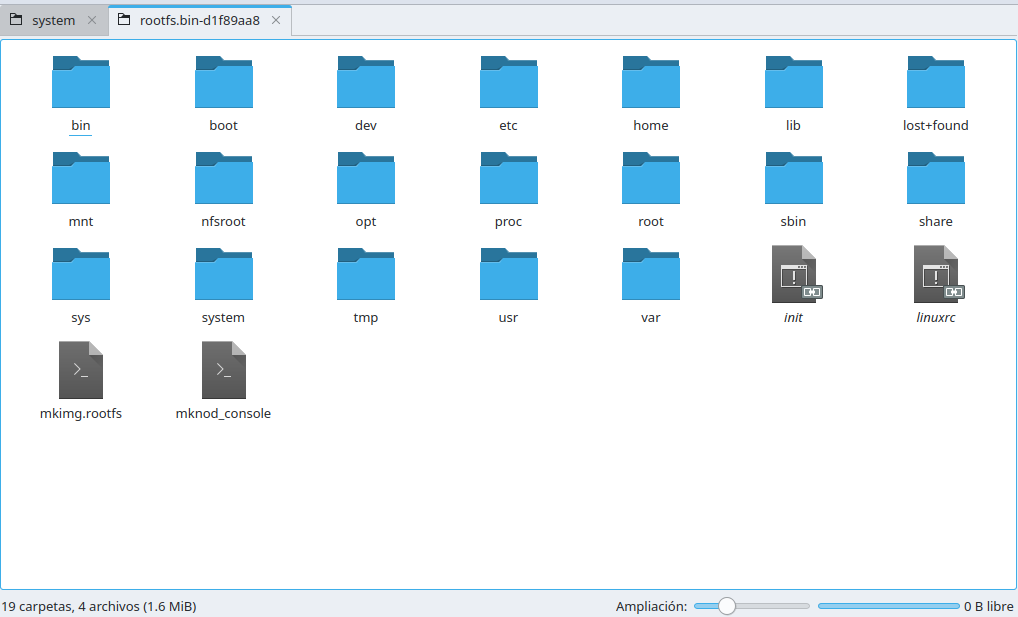 system
rootfs.bin-d1f89aa8
bin
boot
dev
etc
home
lib
lost+found
mnt
nfsroot
opt
proc
root
sbin
share
sys
system
tmp
usr
var
init
linuxrc
mkimg.rootfs
mknod_console
19 carpetas, 4 archivos (1.6 MiB)
Ampliación:
0 B libre